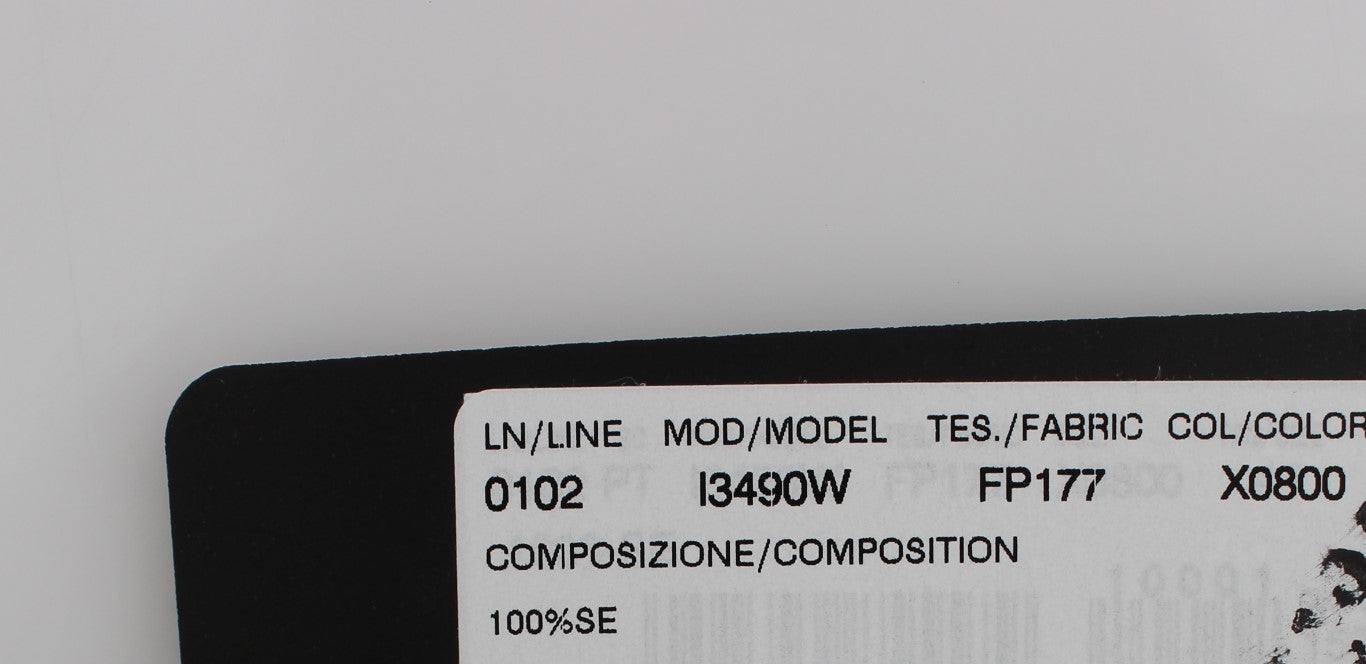 LN/LINE MOD/MODEL TES./FABRIC COL/COLOR
0102 I3490W FP177 X0800
COMPOSIZIONE/COMPOSITION
100%SE